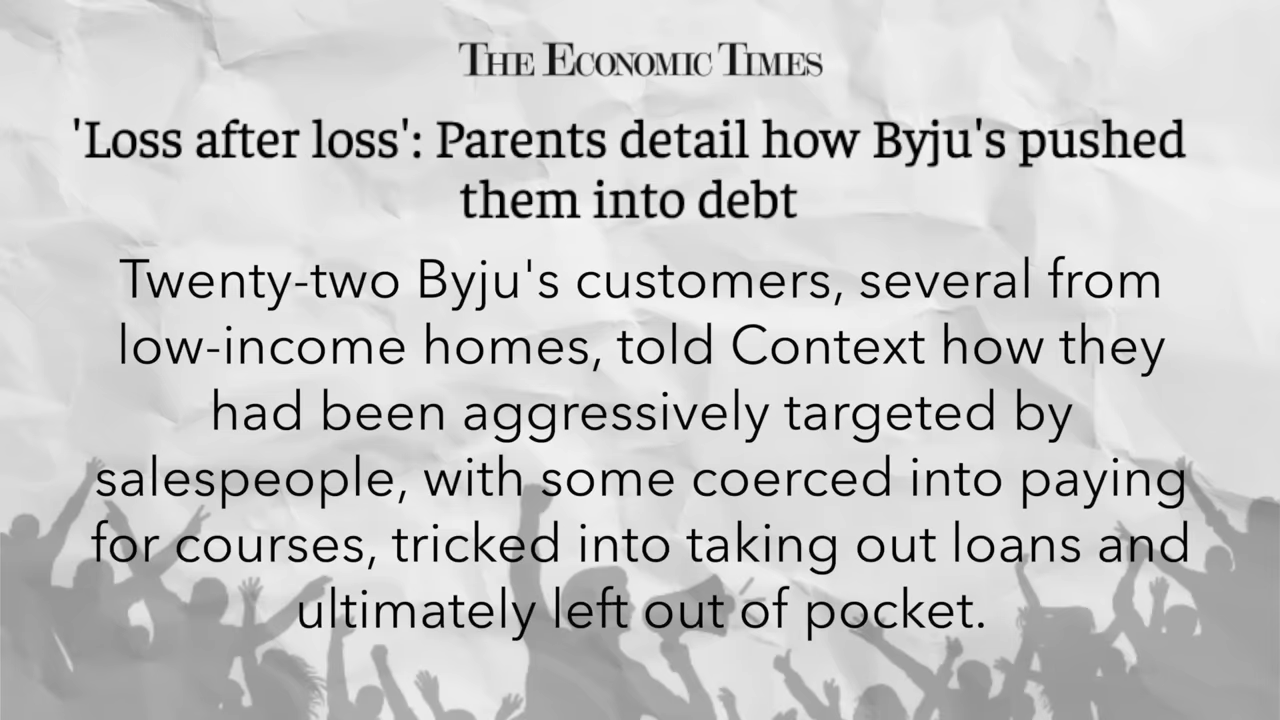 THE ECONOMIC TIMES
'Loss after loss': Parents detail how Byju's pushed
them into debt
Twenty-two Byju's customers, several from
low-income homes, told Context how they
had been aggressively targeted by
salespeople, with some coerced into paying
for courses, tricked into taking out loans and
ultimately left out of pocket.